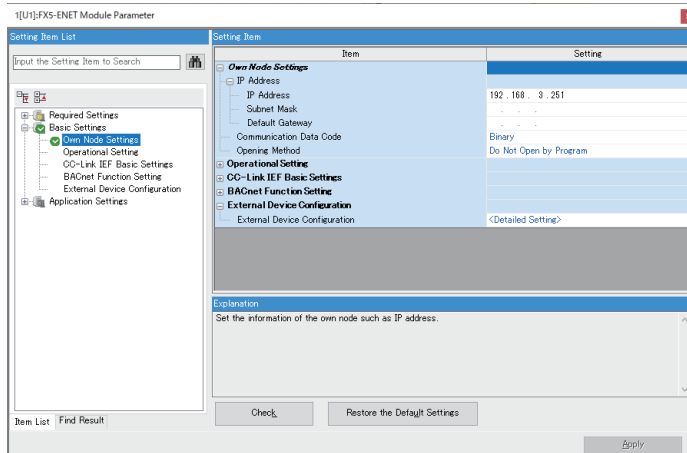 1[U1]:FX5-ENET Module Parameter
Setting Item List
Input the Setting Item to Search
Required Settings
Basic Settings
Own Node Settings
Operational Setting
CC-Link IEF Basic Settings
BACnet Function Setting
External Device Configuration
Application Settings
Item List
Find Result
Setting Item
Item Setting
Own Node Settings
IP Address
IP Address 192 . 168 . 3 . 251
Subnet Mask . . .
Default Gateway . . .
Communication Data Code Binary
Opening Method Do Not Open by Program
Operational Setting
CC-Link IEF Basic Settings
BACnet Function Setting
External Device Configuration
External Device Configuration <Detailed Setting>
Explanation
Set the information of the own node such as IP address.
Check
Restore the Default Settings
Apply